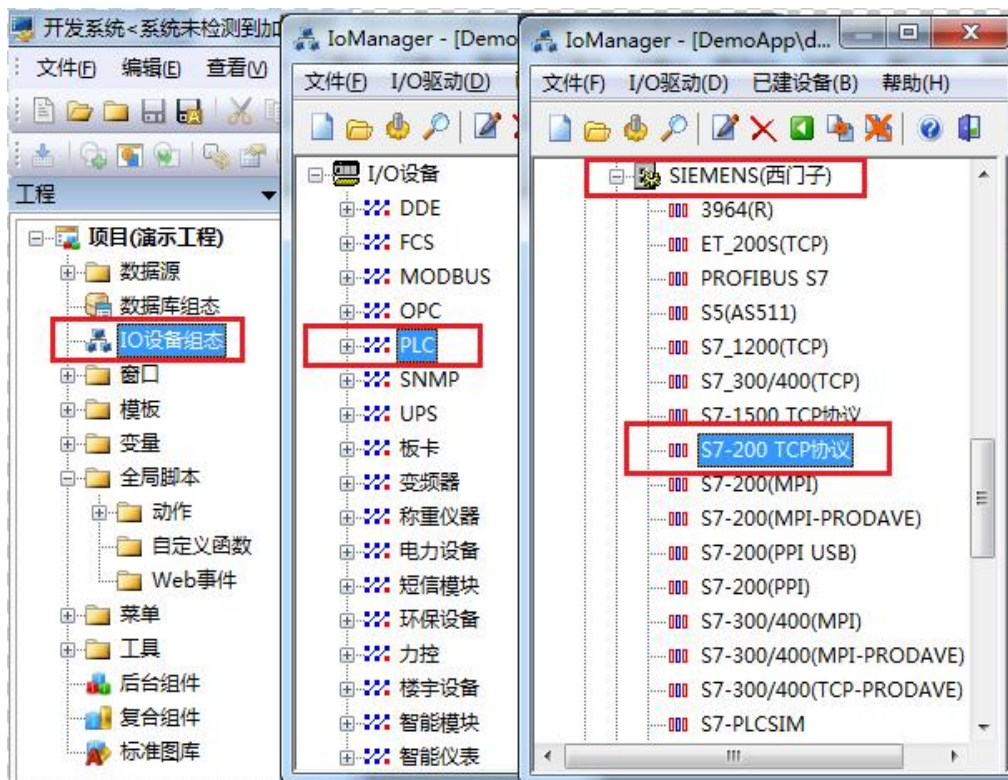 开发系统<系统未检测到加
文件(F) 编辑(E) 查看(V)
工程
项目(演示工程)
数据源
数据库组态
IO设备组态
窗口
模板
变量
全局脚本
动作
自定义函数
Web事件
菜单
工具
后台组件
复合组件
标准图库
IoManager - [Demo
文件(F) I/O驱动(D)
I/O设备
DDE
FCS
MODBUS
OPC
PLC
SNMP
UPS
板卡
变频器
称重仪器
电力设备
短信模块
环保设备
力控
楼宇设备
智能模块
智能仪表
IoManager - [DemoApp\d...
文件(F) I/O驱动(D) 已建设备(B) 帮助(H)
SIEMENS(西门子)
3964(R)
ET_200S(TCP)
PROFIBUS S7
S5(AS511)
S7_1200(TCP)
S7_300/400(TCP)
S7-1500 TCP协议
S7-200 TCP协议
S7-200(MPI)
S7-200(MPI-PRODAVE)
S7-200(PPI USB)
S7-200(PPI)
S7-300/400(MPI)
S7-300/400(MPI-PRODAVE)
S7-300/400(TCP-PRODAVE)
S7-PLCSIM